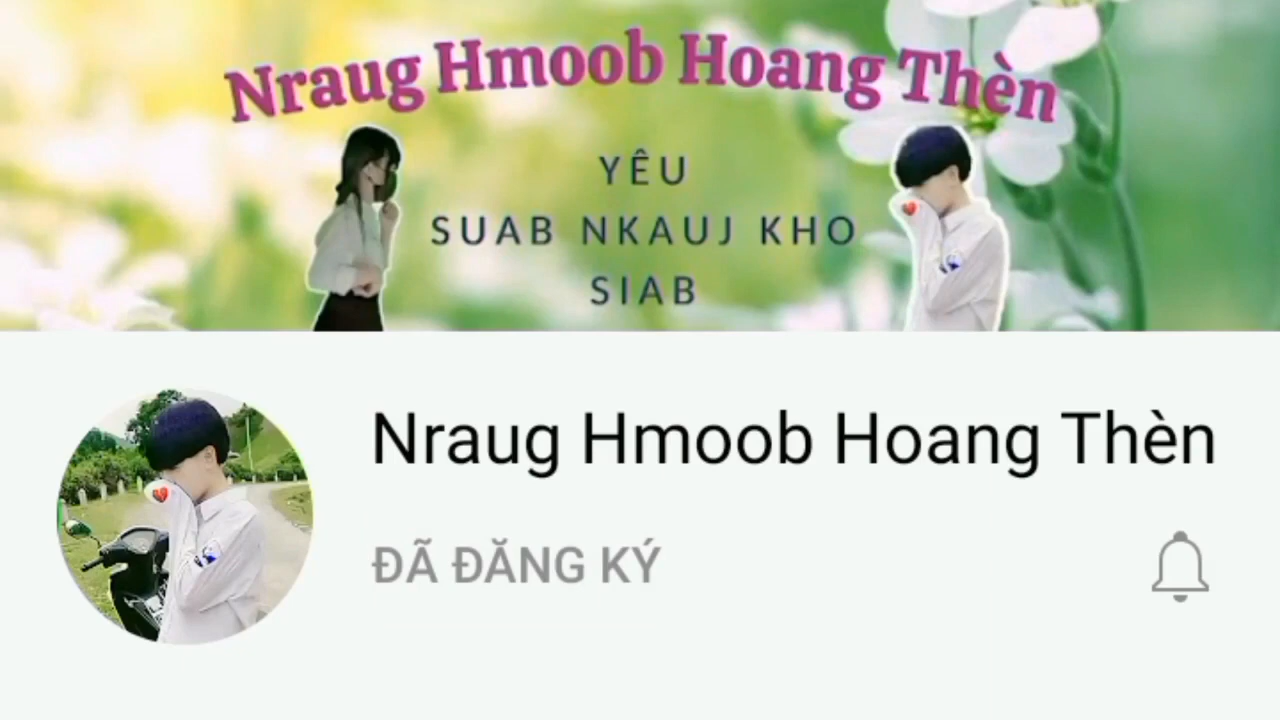 Nraug Hmoob Hoang Thèn
YÊU
SUAB NKAUJ KHO
SIAB
Nraug Hmoob Hoang Thèn
ĐÃ ĐĂNG KÝ